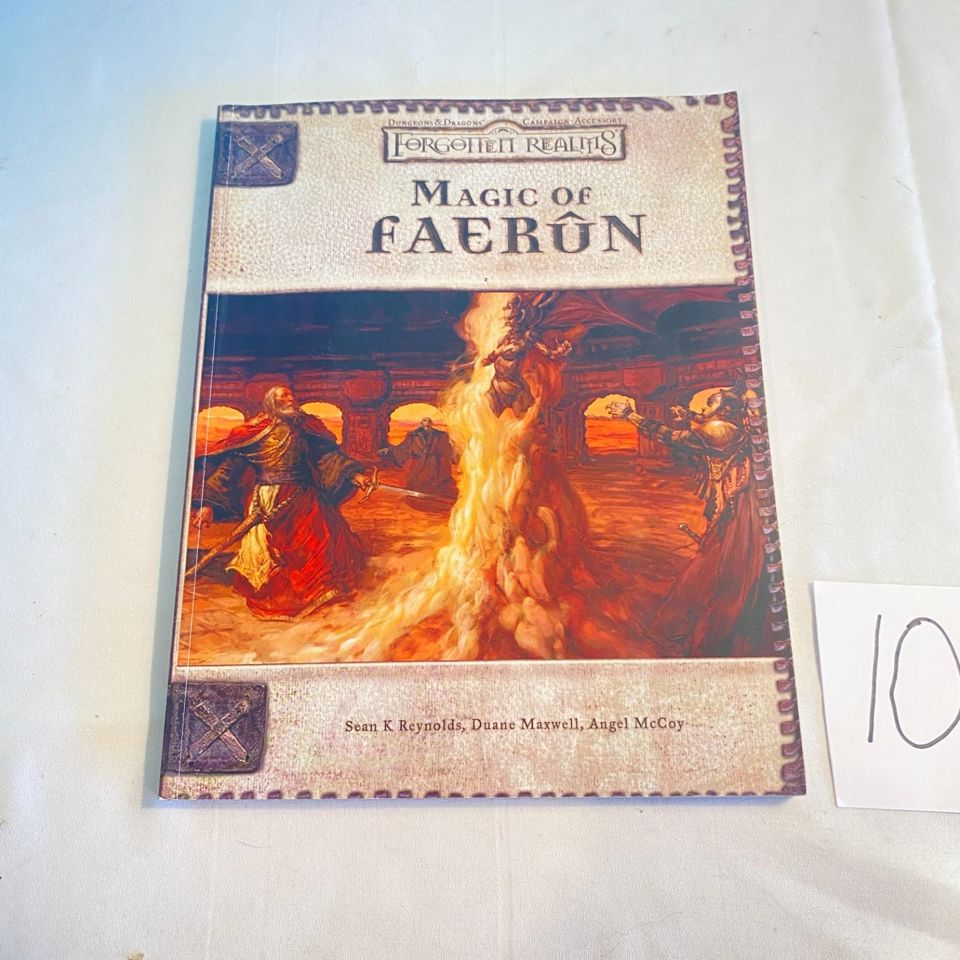 DUNGEONS & DRAGONS® CAMPAIGN ACCESSORY
FORGOTTEN REALMS
MAGIC OF
FAERÛN
Sean K Reynolds, Duane Maxwell, Angel McCoy
10